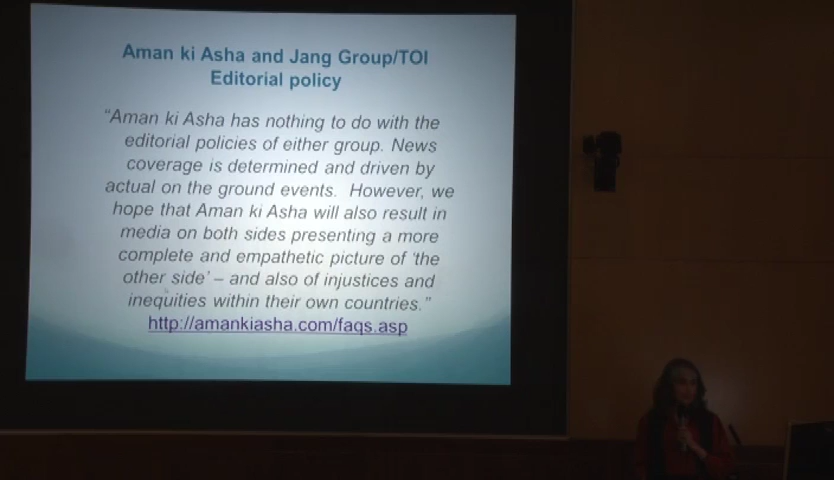 Aman ki Asha and Jang Group/TOI
Editorial policy
“Aman ki Asha has nothing to do with the
editorial policies of either group. News
coverage is determined and driven by
actual on the ground events.  However, we
hope that Aman ki Asha will also result in
media on both sides presenting a more
complete and empathetic picture of ‘the
other side’ – and also of injustices and
inequities within their own countries.”
http://amankiasha.com/faqs.asp